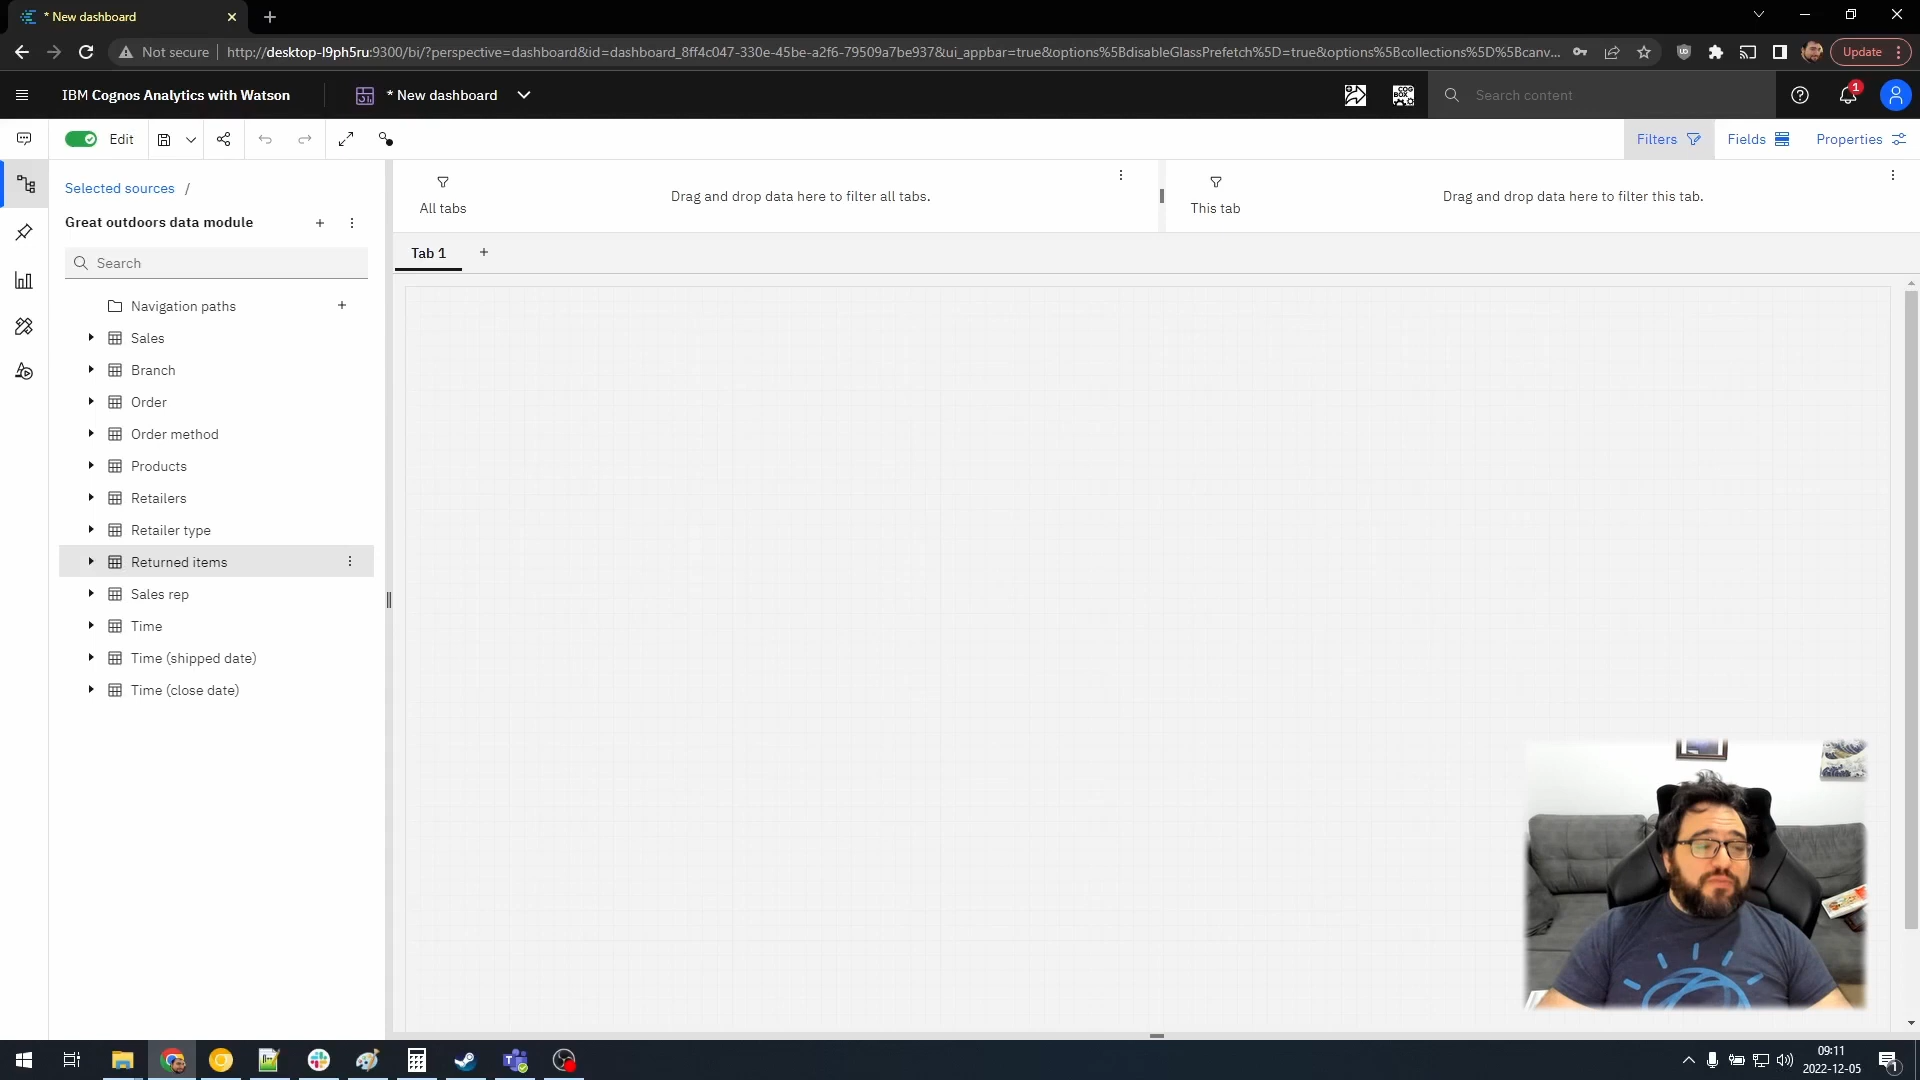 * New dashboard
Not secure
http://desktop-l9ph5ru:9300/bi/?perspective=dashboard&id=dashboard_8ff4c047-330e-45be-a2f6-79509a7be937&ui_appbar=true&options%5BdisableGlassPrefetch%5D=true&options%5Bcollections%5D%5Bcanv...
Update
IBM Cognos Analytics with Watson
* New dashboard
COG BOX
Search content
1
Edit
Filters
Fields
Properties
Selected sources /
Great outdoors data module
Search
All tabs
Drag and drop data here to filter all tabs.
This tab
Drag and drop data here to filter this tab.
Tab 1
Navigation paths
Sales
Branch
Order
Order method
Products
Retailers
Retailer type
Returned items
Sales rep
Time
Time (shipped date)
Time (close date)
09:11
2022-12-05
1